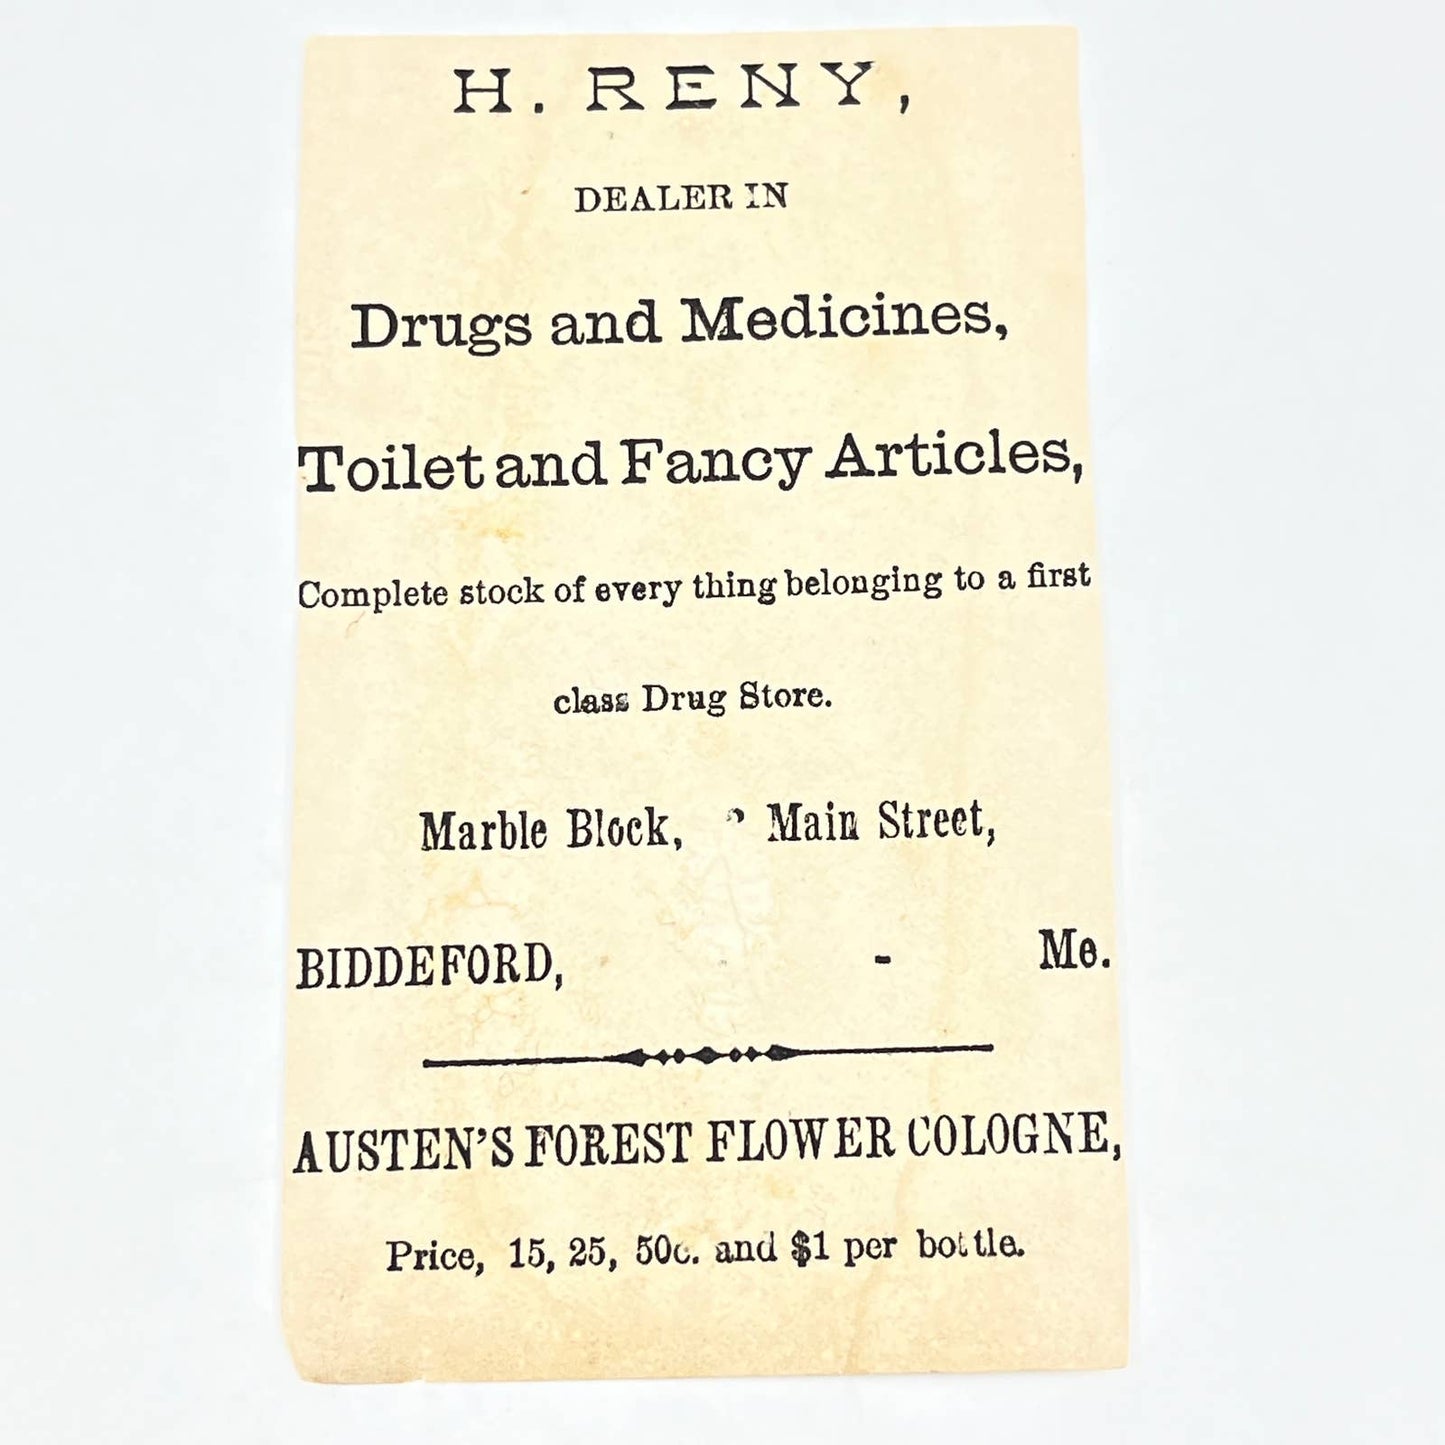 H. RENY,
DEALER IN
Drugs and Medicines,
Toilet and Fancy Articles,
Complete stock of every thing belonging to a first
class Drug Store.
Marble Block, Main Street,
BIDDEFORD, - Me.
AUSTEN'S FOREST FLOWER COLOGNE,
Price, 15, 25, 50c. and $1 per bottle.